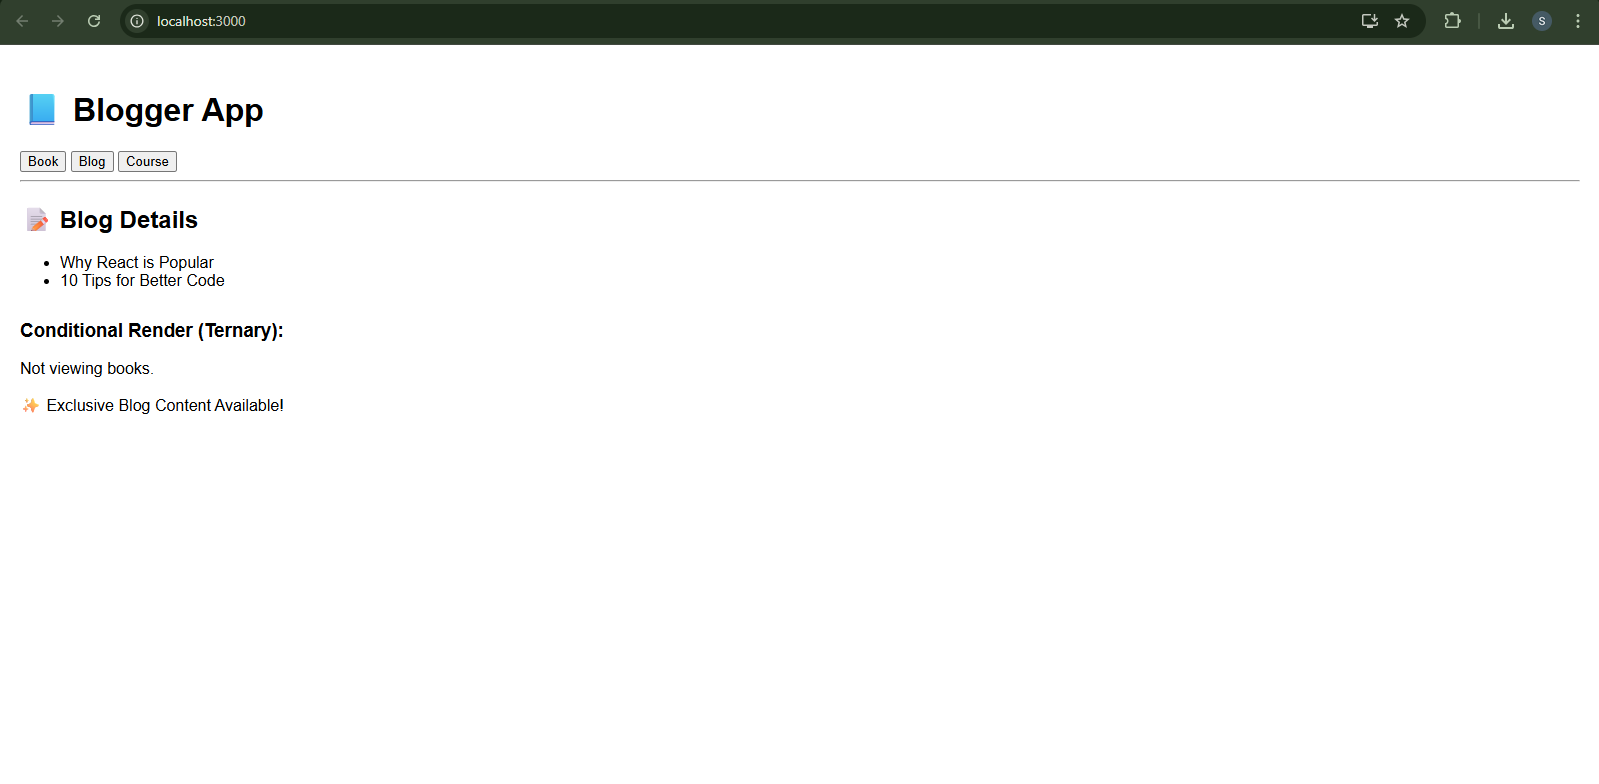 localhost:3000
S
📘 Blogger App
Book Blog Course
📝 Blog Details
• Why React is Popular
• 10 Tips for Better Code
Conditional Render (Ternary):
Not viewing books.
✨ Exclusive Blog Content Available!